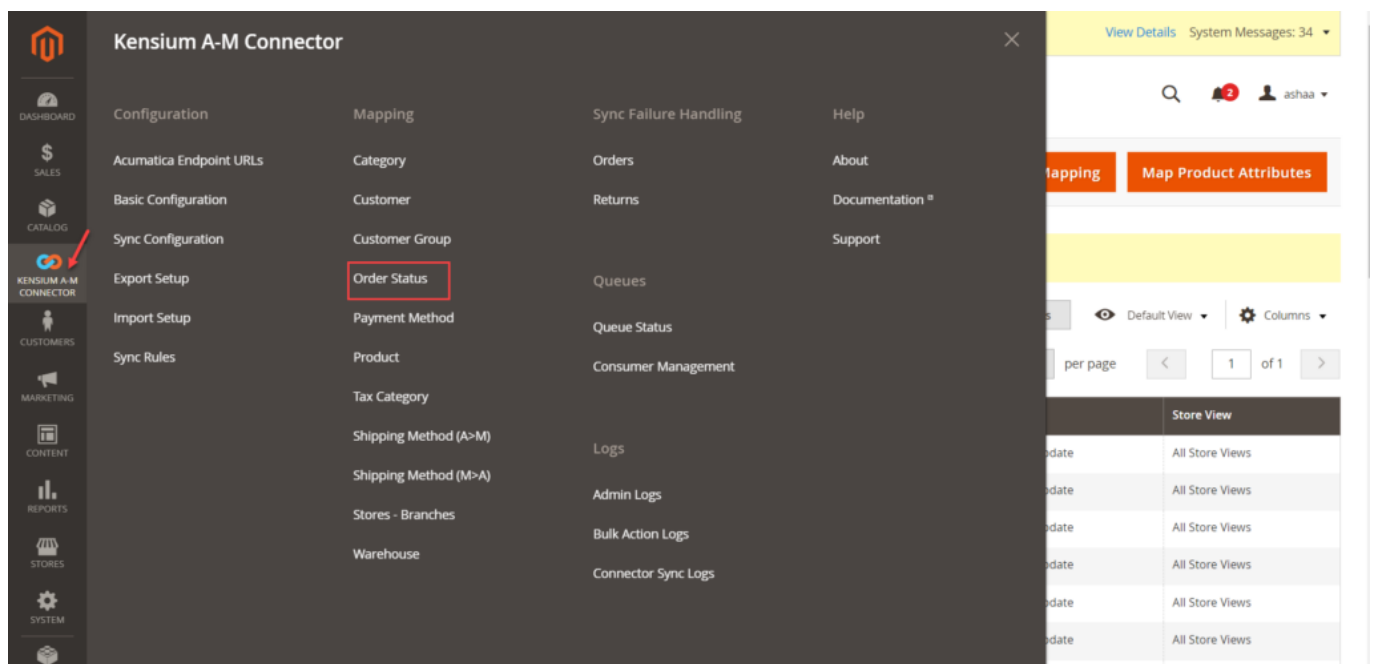 Kensium A-M Connector
View Details System Messages: 34
2
ashaa
DASHBOARD
SALES
CATALOG
KENSIUM A-M
CONNECTOR
CUSTOMERS
MARKETING
CONTENT
REPORTS
STORES
SYSTEM
Configuration
Acumatica Endpoint URLs
Basic Configuration
Sync Configuration
Export Setup
Import Setup
Sync Rules
Mapping
Category
Customer
Customer Group
Order Status
Payment Method
Product
Tax Category
Shipping Method (A>M)
Shipping Method (M>A)
Stores - Branches
Warehouse
Sync Failure Handling
Orders
Returns
Queues
Queue Status
Consumer Management
Logs
Admin Logs
Bulk Action Logs
Connector Sync Logs
Help
About
Documentation
Support
Map Product Attributes
Default View
Columns
per page
1 of 1
Store View
All Store Views
All Store Views
All Store Views
All Store Views
All Store Views
All Store Views